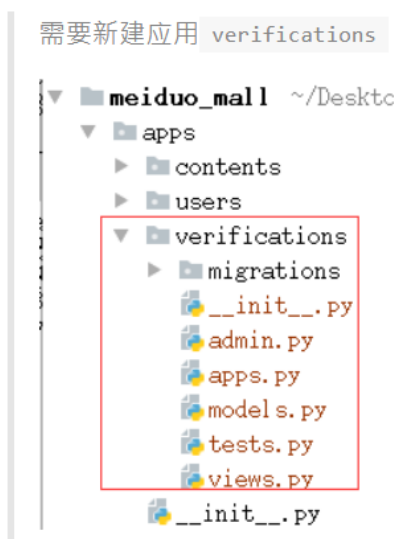 需要新建应用 verifications
meiduo_mall ~/Deskto
apps
contents
users
verifications
migrations
__init__.py
admin.py
apps.py
models.py
tests.py
views.py
__init__.py